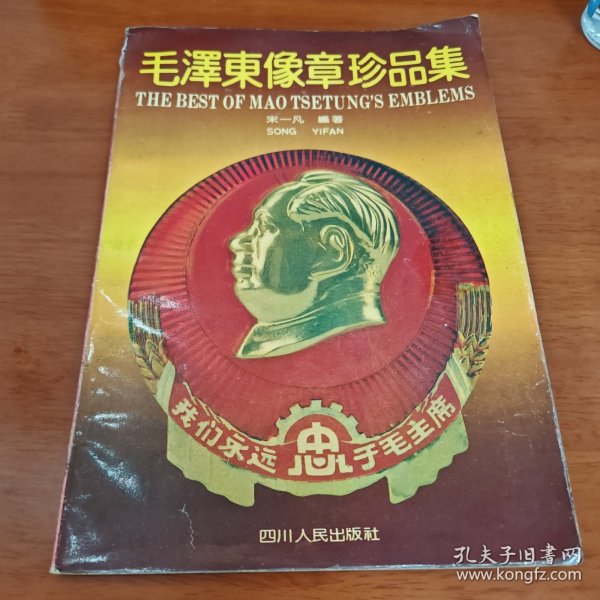 毛澤東像章珍品集
THE BEST OF MAO TSETUNG'S EMBLEMS
宋一凡 編著
SONG YIFAN
我们永远忠于毛主席
四川人民出版社
孔夫子旧書网
www.kongfz.com